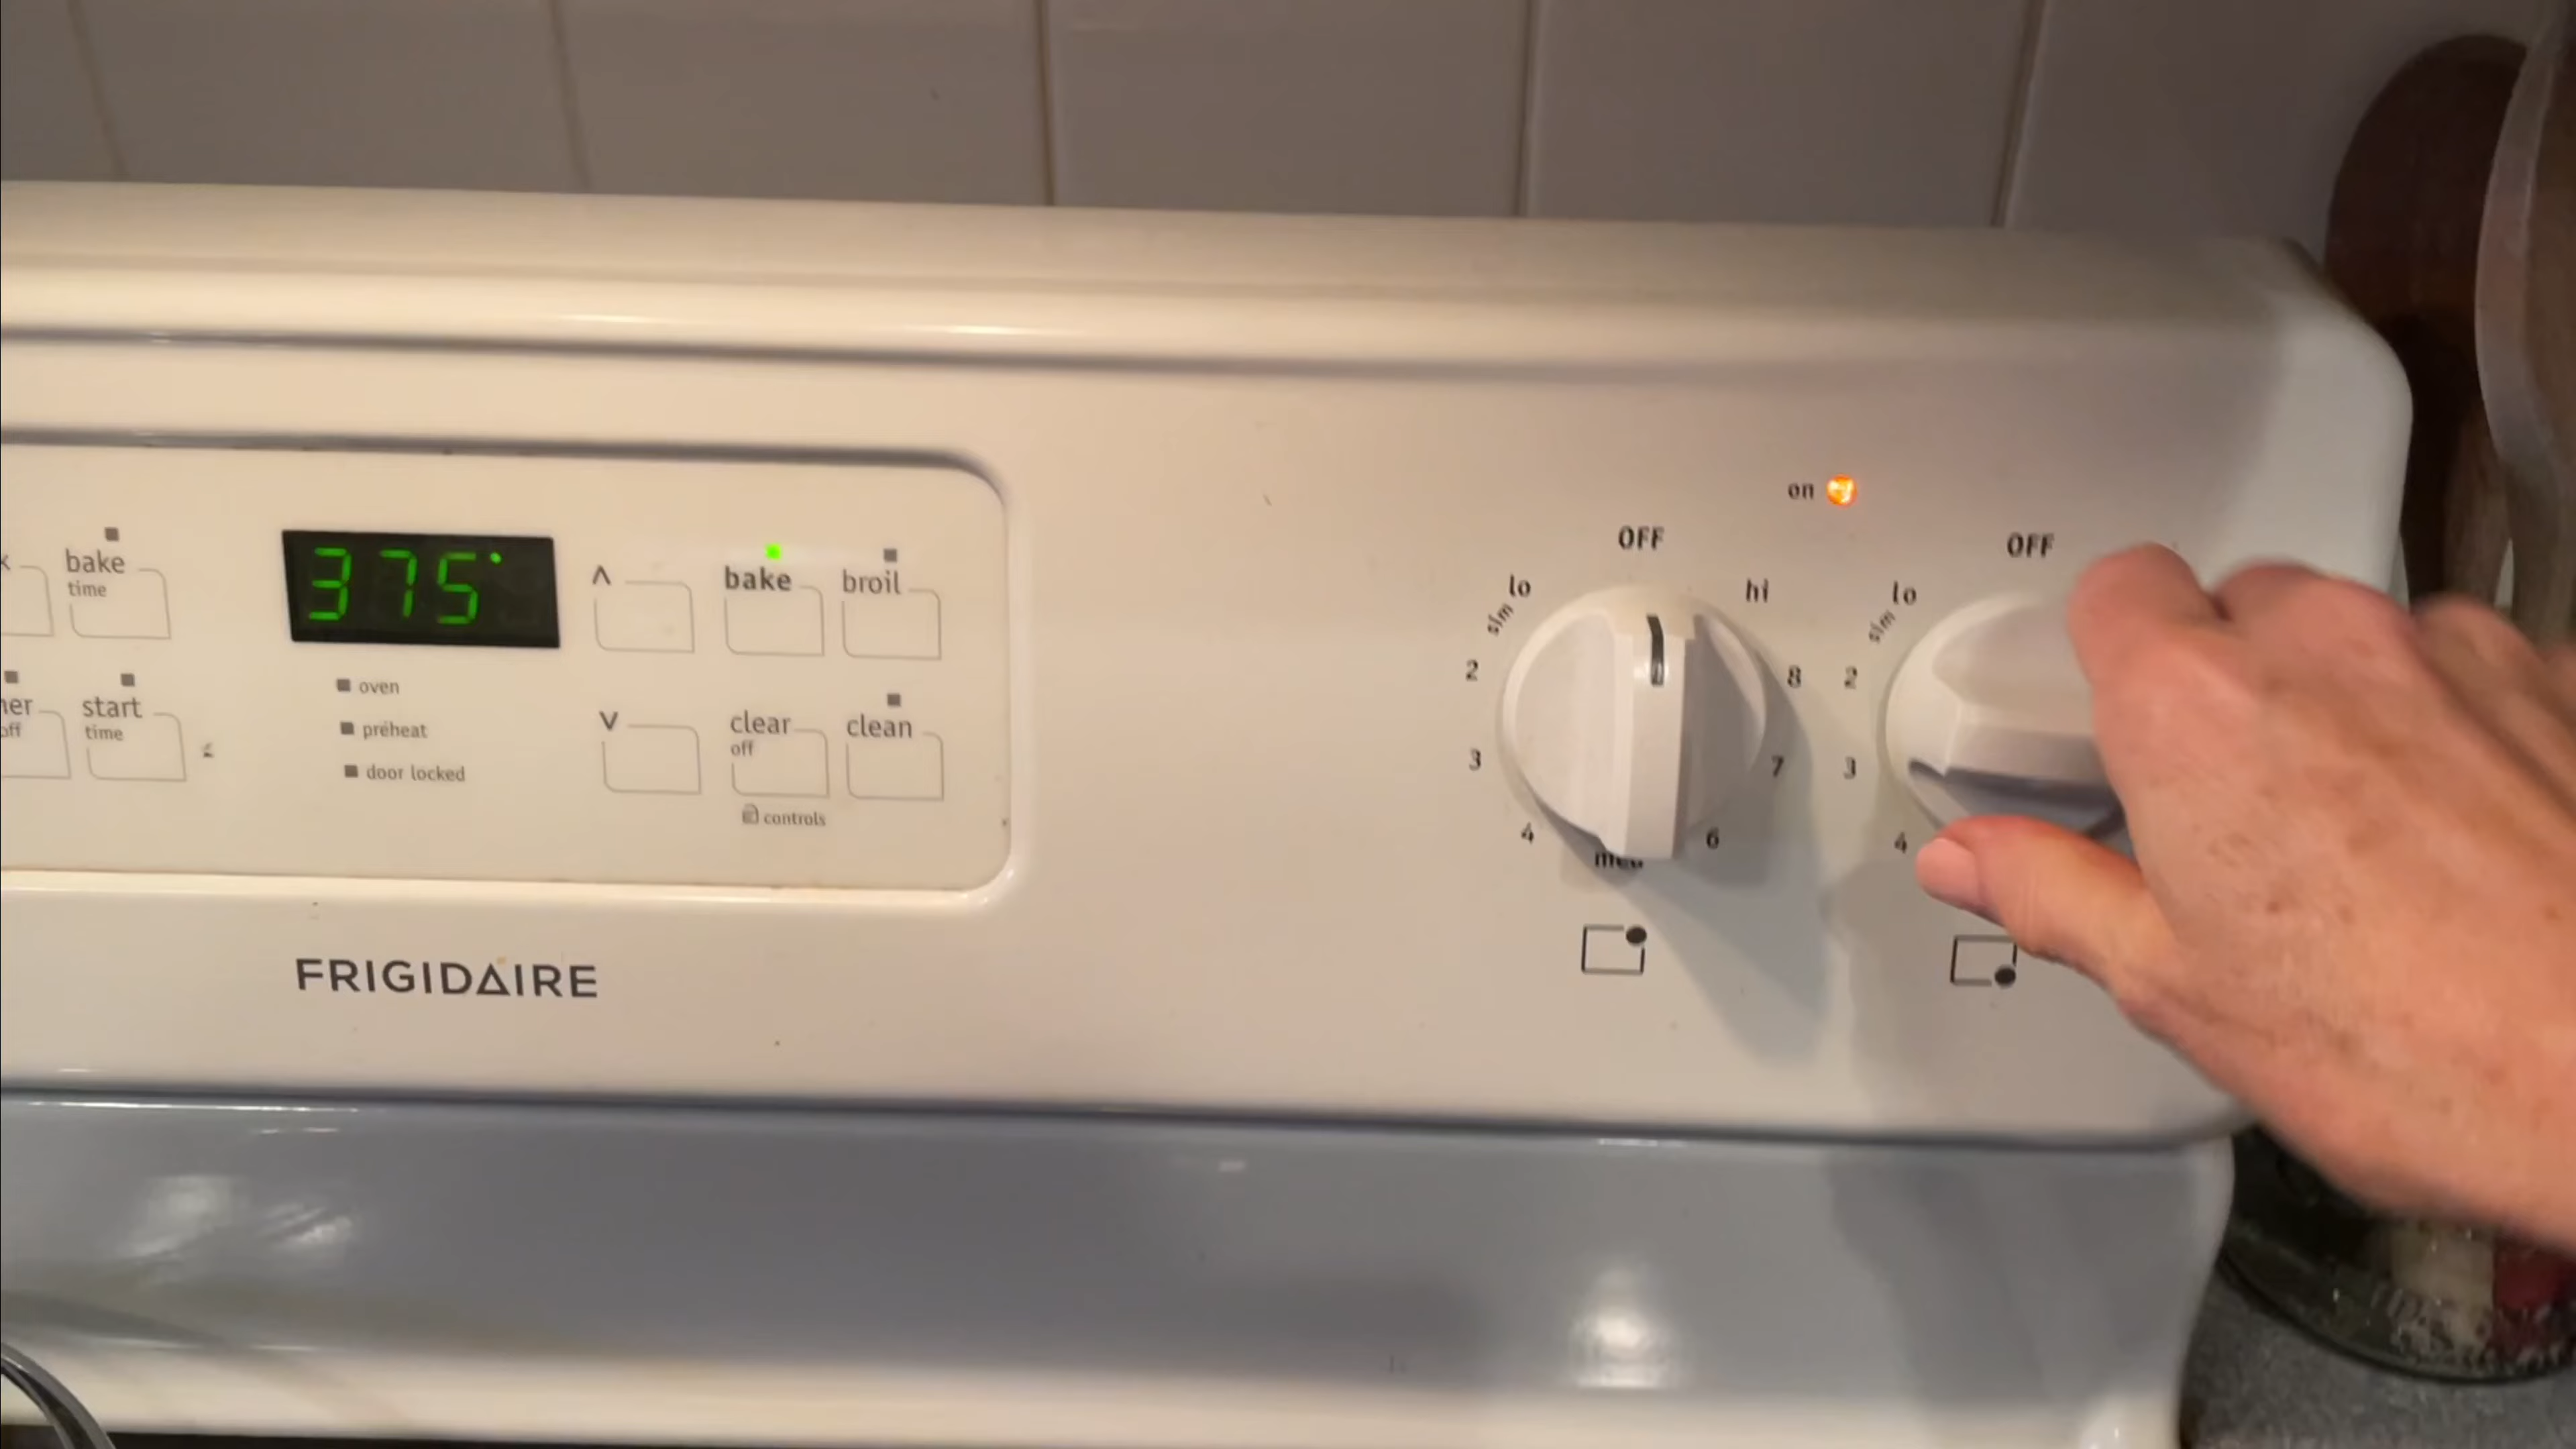 bake
time
375°
^
bake
broil
start
time
oven
preheat
door locked
v
clear
off
clean
controls
FRIGIDAIRE
on
OFF
lo
sim
2
3
4
6
7
8
hi
OFF
lo
sim
2
3
4